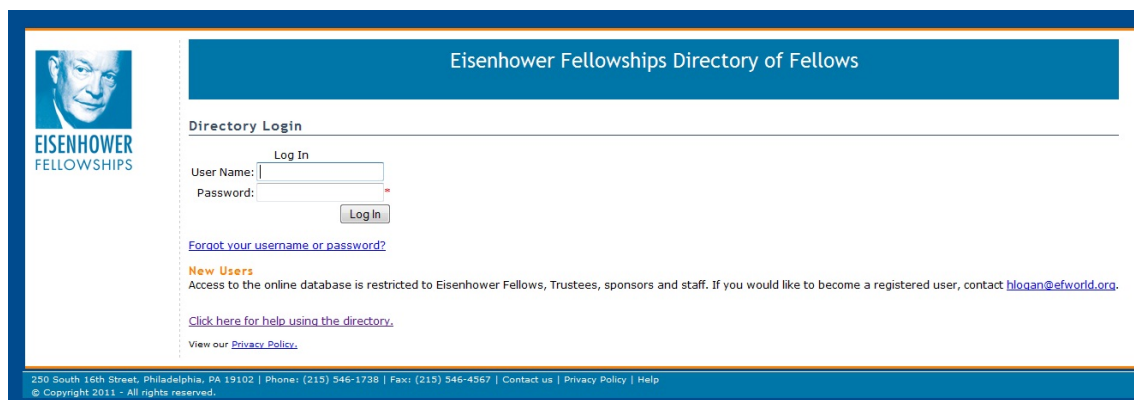 Eisenhower Fellowships Directory of Fellows
EISENHOWER
FELLOWSHIPS
Directory Login
Log In
User Name:
Password: *
Log In
Forgot your username or password?
New Users
Access to the online database is restricted to Eisenhower Fellows, Trustees, sponsors and staff. If you would like to become a registered user, contact hlogan@efworld.org.
Click here for help using the directory.
View our Privacy Policy.
250 South 16th Street, Philadelphia, PA 19102 | Phone: (215) 546-1738 | Fax: (215) 546-4567 | Contact us | Privacy Policy | Help
© Copyright 2011 - All rights reserved.